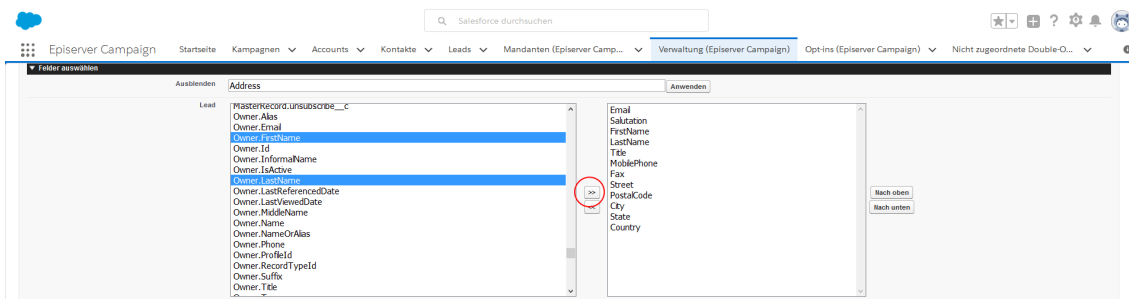 Salesforce durchsuchen
Episerver Campaign
Startseite
Kampagnen
Accounts
Kontakte
Leads
Mandanten (Episerver Camp...
Verwaltung (Episerver Campaign)
Opt-ins (Episerver Campaign)
Nicht zugeordnete Double-O...
Felder auswählen
Ausblenden
Address
Anwenden
Lead
MasterRecord.unsubscribe__c
Owner.Alias
Owner.Email
Owner.FirstName
Owner.Id
Owner.InformalName
Owner.IsActive
Owner.LastName
Owner.LastReferencedDate
Owner.LastViewedDate
Owner.MiddleName
Owner.Name
Owner.NameOrAlias
Owner.Phone
Owner.ProfileId
Owner.RecordTypeId
Owner.Suffix
Owner.Title
>>
<<
Email
Salutation
FirstName
LastName
Title
MobilePhone
Fax
Street
PostalCode
City
State
Country
Nach oben
Nach unten